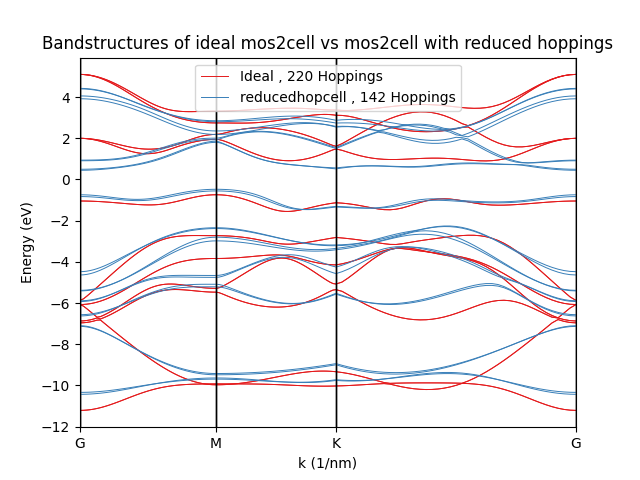 Bandstructures of ideal mos2cell vs mos2cell with reduced hoppings
Ideal , 220 Hoppings
reducedhopcell , 142 Hoppings
Energy (eV)
4
2
0
−2
−4
−6
−8
−10
−12
G
M
K
G
k (1/nm)